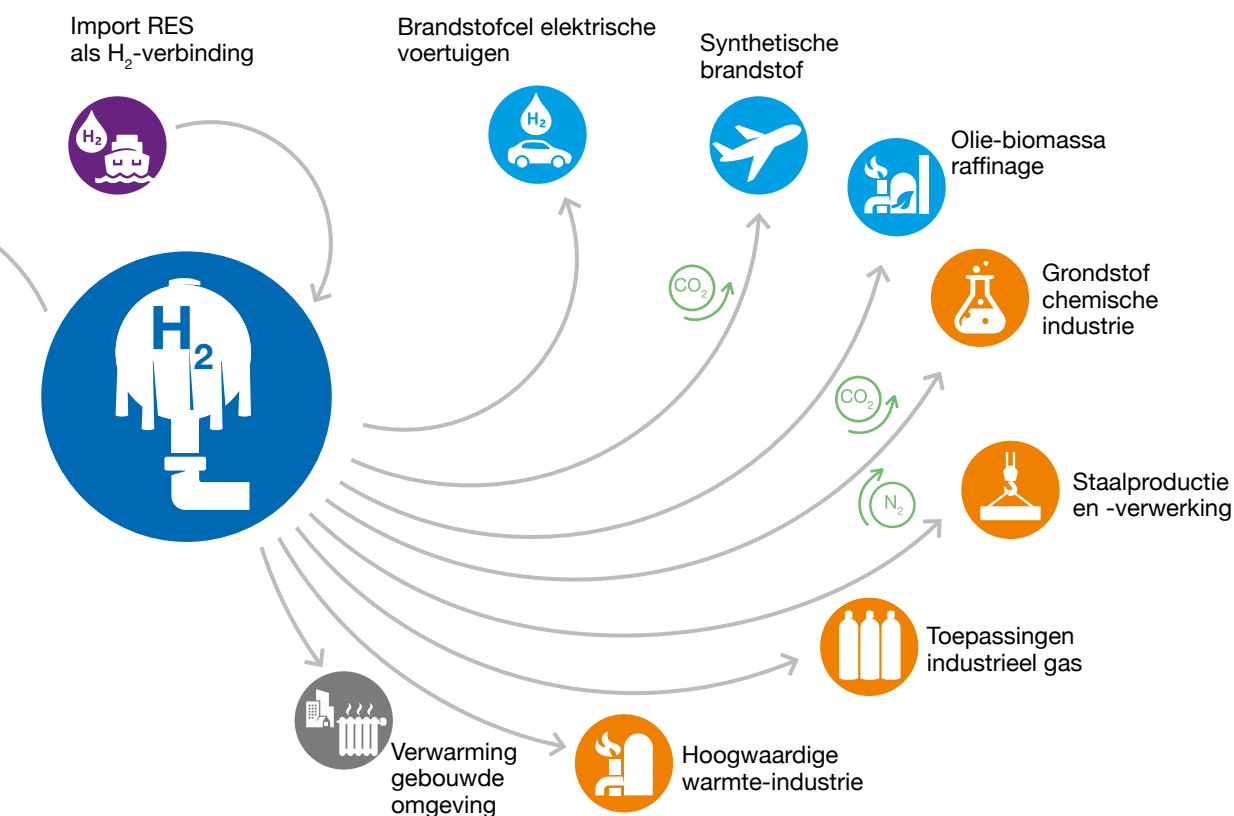 Import RES
als H₂-verbinding
Brandstofcel elektrische
voertuigen
Synthetische
brandstof
Olie-biomassa
raffinage
Grondstof
chemische
industrie
Staalproductie
en -verwerking
Toepassingen
industrieel gas
Hoogwaardige
warmte-industrie
Verwarming
gebouwde
omgeving
H₂
H₂
H₂
CO₂
CO₂
N₂